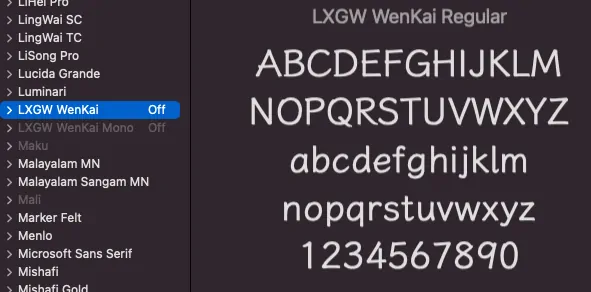 LiHei Pro
LingWai SC
LingWai TC
LiSong Pro
Lucida Grande
Luminari
LXGW WenKai Off
LXGW WenKai Mono Off
Maku
Malayalam MN
Malayalam Sangam MN
Mali
Marker Felt
Menlo
Microsoft Sans Serif
Mishafi
Mishafi Gold
LXGW WenKai Regular
ABCDEFGHIJKLM
NOPQRSTUVWXYZ
abcdefghijklm
nopqrstuvwxyz
1234567890